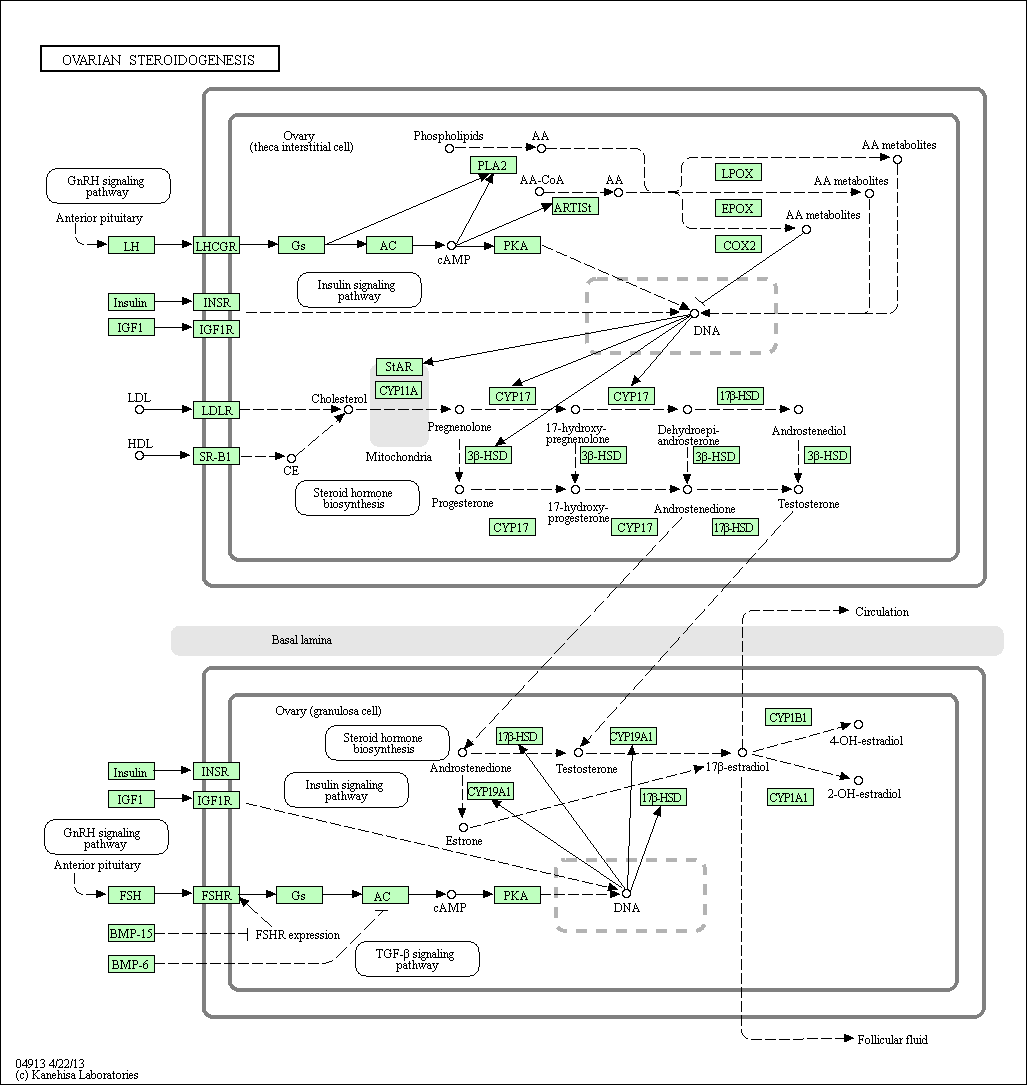 OVARIAN STEROIDOGENESIS
Ovary
(theca interstitial cell)
Phospholipids
AA
AA metabolites
PLA2
LPOX
GnRH signaling
pathway
AA-CoA
AA
AA metabolites
ARTISt
EPOX
Anterior pituitary
AA metabolites
LH
LHCGR
Gs
AC
cAMP
PKA
COX2
Insulin signaling
pathway
Insulin
INSR
IGF1
IGF1R
DNA
StAR
CYP11A
CYP17
CYP17
17β-HSD
LDL
LDLR
Cholesterol
Pregnenolone
17-hydroxy-
pregnenolone
Dehydroepi-
androsterone
Androstenediol
HDL
SR-B1
CE
Mitochondria
3β-HSD
3β-HSD
3β-HSD
3β-HSD
Steroid hormone
biosynthesis
Progesterone
17-hydroxy-
progesterone
Androstenedione
Testosterone
CYP17
CYP17
17β-HSD
Circulation
Basal lamina
Ovary (granulosa cell)
Steroid hormone
biosynthesis
17β-HSD
CYP19A1
CYP1B1
4-OH-estradiol
Androstenedione
Testosterone
17β-estradiol
Insulin
INSR
Insulin signaling
pathway
CYP19A1
17β-HSD
CYP1A1
2-OH-estradiol
IGF1
IGF1R
GnRH signaling
pathway
Estrone
Anterior pituitary
FSH
FSHR
Gs
AC
cAMP
PKA
DNA
BMP-15
FSHR expression
BMP-6
TGF-β signaling
pathway
Follicular fluid
04913 4/22/13
(c) Kanehisa Laboratories